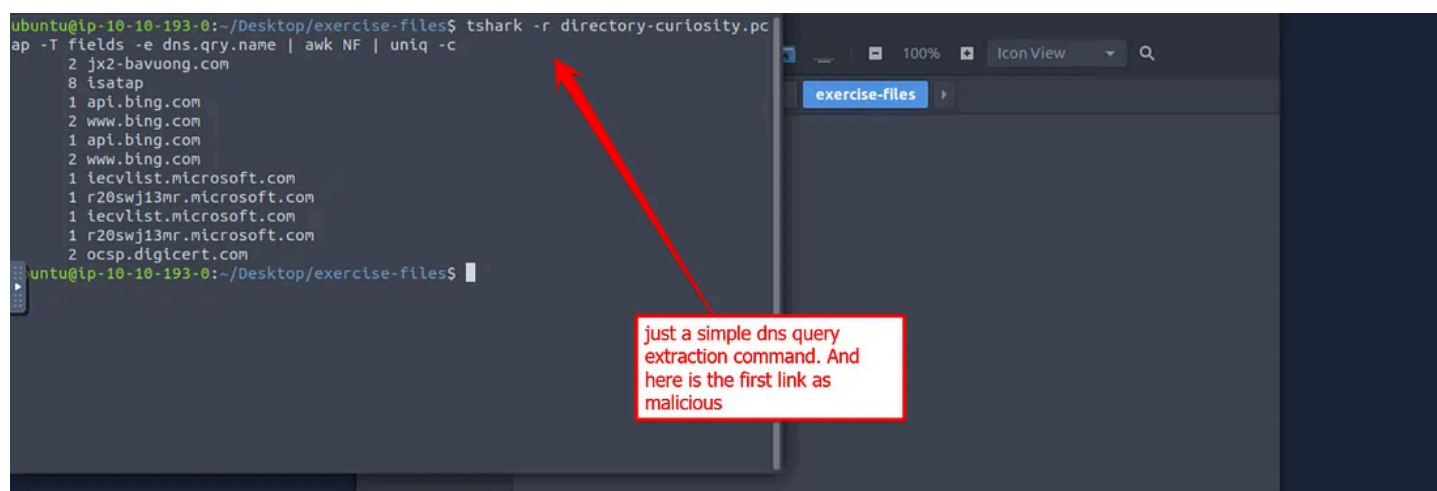 ubuntu@ip-10-10-193-0:~/Desktop/exercise-files$ tshark -r directory-curiosity.pc
ap -T fields -e dns.qry.name | awk NF | uniq -c
2 jx2-bavuong.com
8 isatap
1 api.bing.com
2 www.bing.com
1 api.bing.com
2 www.bing.com
1 iecvlist.microsoft.com
1 r20swj13mr.microsoft.com
1 iecvlist.microsoft.com
1 r20swj13mr.microsoft.com
2 ocsp.digicert.com
untu@ip-10-10-193-0:~/Desktop/exercise-files$
100% Icon View
exercise-files
just a simple dns query
extraction command. And
here is the first link as
malicious